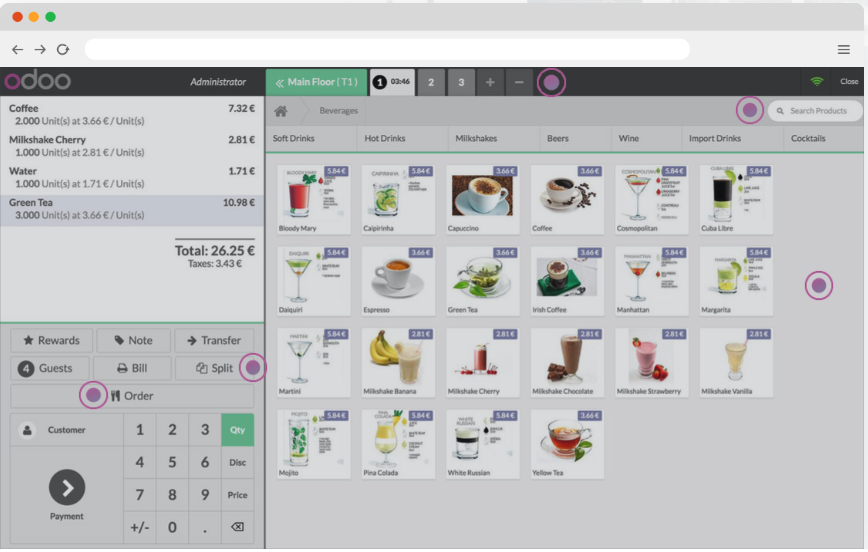 odoo
Administrator
Main Floor ( T1 )
1 03:46
2
3
+
−
Close
Coffee 7.32 €
2.000 Unit(s) at 3.66 € / Unit(s)
Milkshake Cherry 2.81 €
1.000 Unit(s) at 2.81 € / Unit(s)
Water 1.71 €
1.000 Unit(s) at 1.71 € / Unit(s)
Green Tea 10.98 €
3.000 Unit(s) at 3.66 € / Unit(s)
Total: 26.25 €
Taxes: 3.43 €
Rewards
Note
Transfer
4 Guests
Bill
Split
Order
Customer
1 2 3 Qty
4 5 6 Disc
7 8 9 Price
+/- 0 .
Payment
Beverages
Search Products
Soft Drinks
Hot Drinks
Milkshakes
Beers
Wine
Import Drinks
Cocktails
BLOODY MARY
5.84 €
Bloody Mary
CAIPIRINHA
5.84 €
Caipirinha
3.66 €
Capuccino
3.66 €
Coffee
COSMOPOLITAN
5.84 €
Cosmopolitan
CUBA LIBRE
5.84 €
Cuba Libre
DAIQUIRI
5.84 €
Daiquiri
3.66 €
Espresso
3.66 €
Green Tea
5.84 €
Irish Coffee
MANHATTAN
5.84 €
Manhattan
MARGARITA
5.84 €
Margarita
MARTINI
5.84 €
Martini
2.81 €
Milkshake Banana
2.81 €
Milkshake Cherry
2.81 €
Milkshake Chocolate
2.81 €
Milkshake Strawberry
2.81 €
Milkshake Vanilla
MOJITO
5.84 €
Mojito
PINA COLADA
5.84 €
Pina Colada
WHITE RUSSIAN
5.84 €
White Russian
3.66 €
Yellow Tea